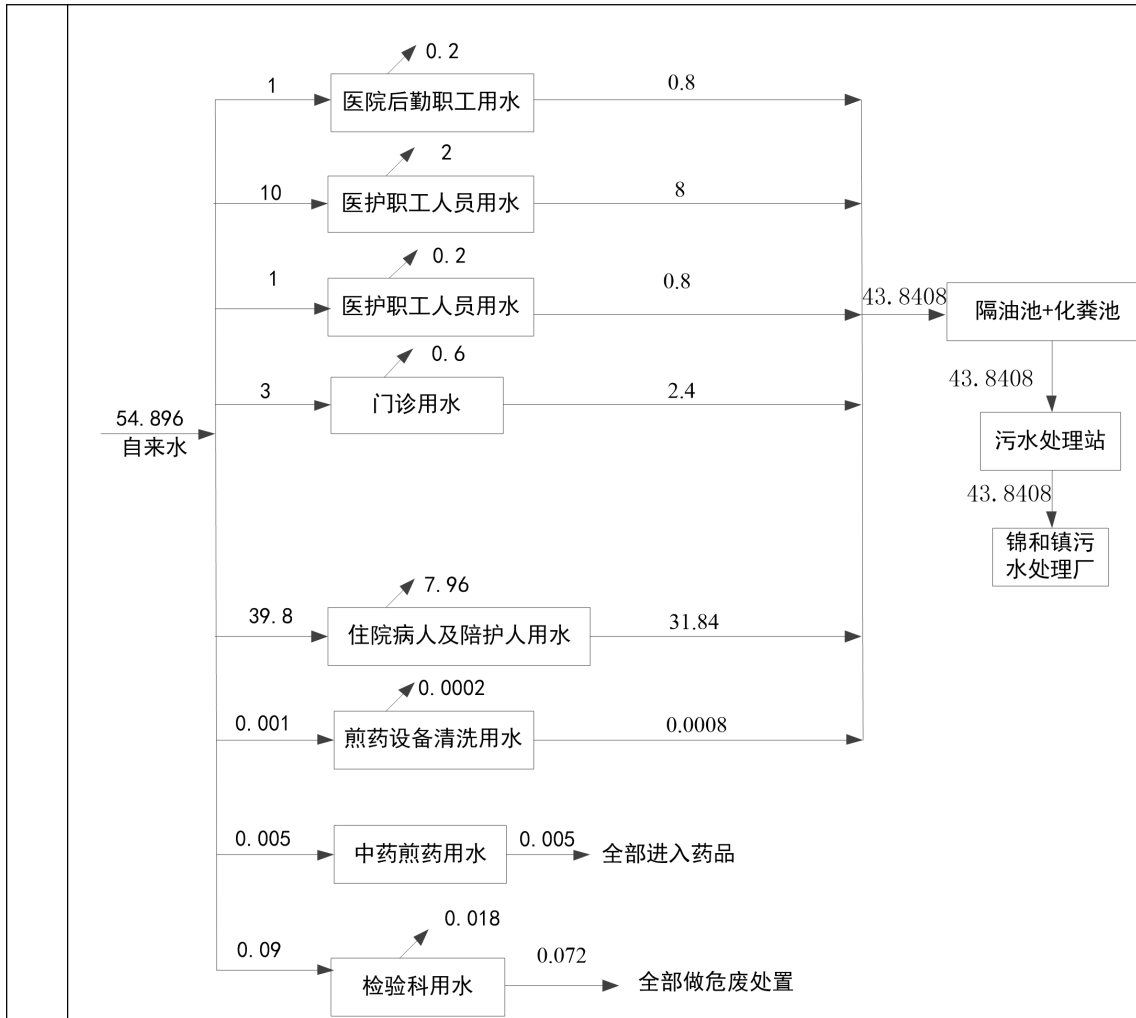 0.2
1
医院后勤职工用水
0.8
2
10
医护职工人员用水
8
0.2
1
医护职工人员用水
0.8
43.8408
隔油池+化粪池
0.6
3
门诊用水
2.4
43.8408
54.896
自来水
污水处理站
43.8408
锦和镇污
水处理厂
7.96
39.8
住院病人及陪护人用水
31.84
0.0002
0.001
煎药设备清洗用水
0.0008
0.005
中药煎药用水
0.005
全部进入药品
0.018
0.09
检验科用水
0.072
全部做危废处置